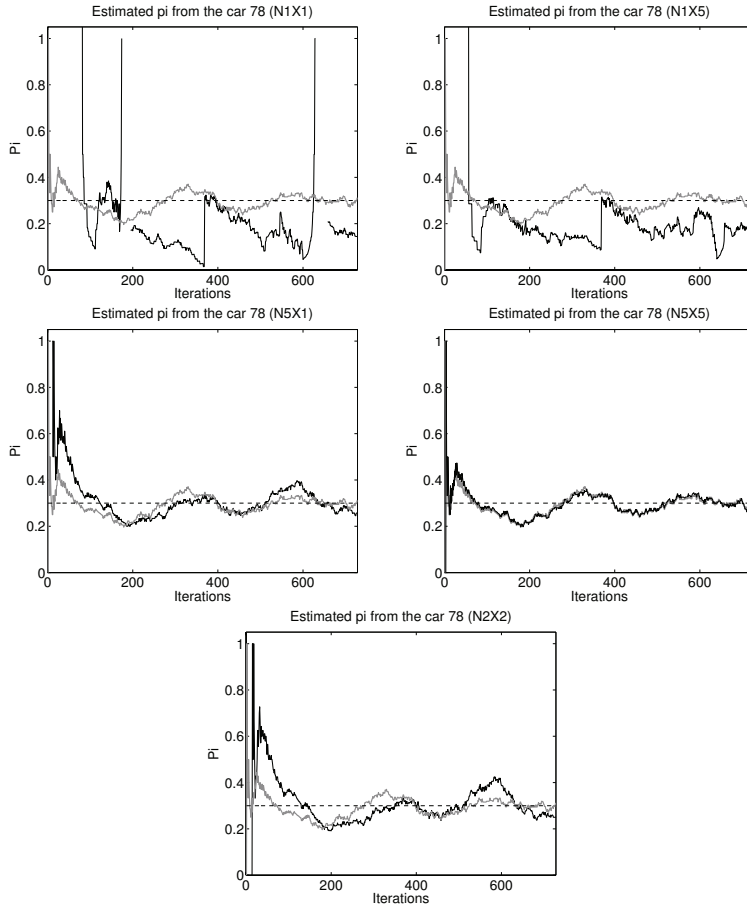 Estimated pi from the car 78 (N1X1)
1
0.8
0.6
0.4
0.2
0
Pi
0 200 400 600
Iterations
Estimated pi from the car 78 (N1X5)
1
0.8
0.6
0.4
0.2
0
Pi
0 200 400 600
Iterations
Estimated pi from the car 78 (N5X1)
1
0.8
0.6
0.4
0.2
0
Pi
0 200 400 600
Iterations
Estimated pi from the car 78 (N5X5)
1
0.8
0.6
0.4
0.2
0
Pi
0 200 400 600
Iterations
Estimated pi from the car 78 (N2X2)
1
0.8
0.6
0.4
0.2
0
Pi
0 200 400 600
Iterations